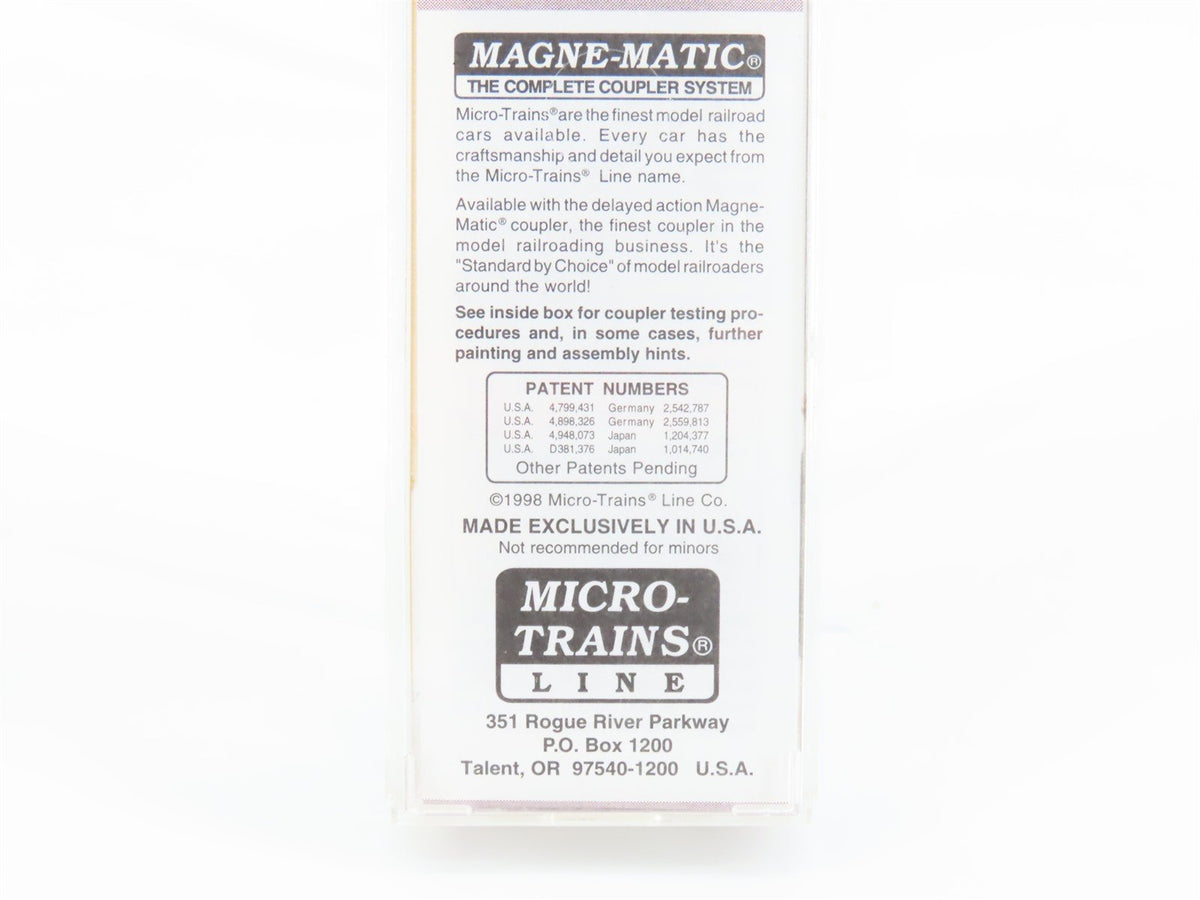 MAGNE-MATIC®
THE COMPLETE COUPLER SYSTEM
Micro-Trains® are the finest model railroad
cars available. Every car has the
craftsmanship and detail you expect from
the Micro-Trains® Line name.
Available with the delayed action Magne-
Matic® coupler, the finest coupler in the
model railroading business. It's the
"Standard by Choice" of model railroaders
around the world!
See inside box for coupler testing pro-
cedures and, in some cases, further
painting and assembly hints.
PATENT NUMBERS
U.S.A. 4,799,431 Germany 2,542,787
U.S.A. 4,898,326 Germany 2,559,813
U.S.A. 4,948,073 Japan 1,204,377
U.S.A. D381,376 Japan 1,014,740
Other Patents Pending
©1998 Micro-Trains® Line Co.
MADE EXCLUSIVELY IN U.S.A.
Not recommended for minors
MICRO-
TRAINS®
LINE
351 Rogue River Parkway
P.O. Box 1200
Talent, OR 97540-1200 U.S.A.